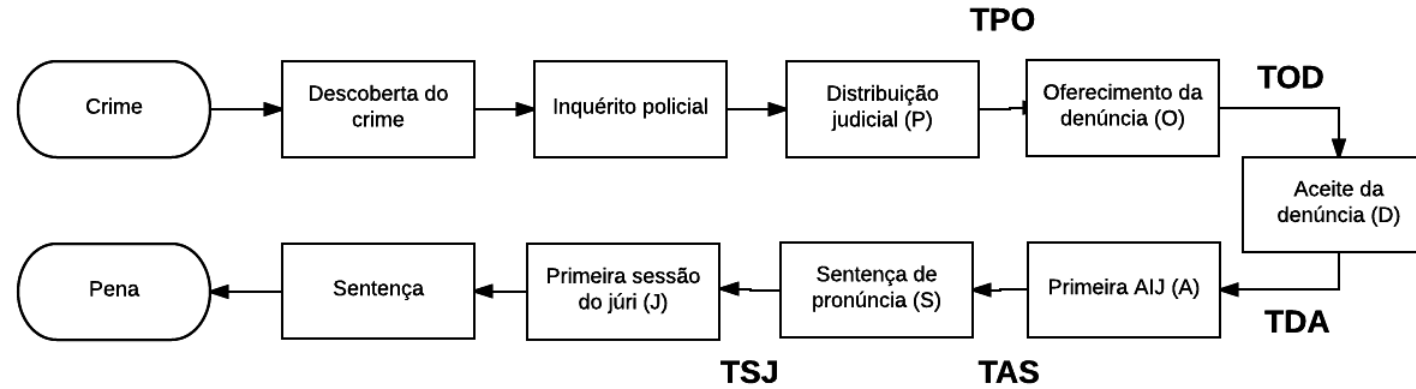 TPO
Crime
Descoberta do
crime
Inquérito policial
Distribuição
judicial (P)
Oferecimento da
denúncia (O)
TOD
Aceite da
denúncia (D)
TDA
Primeira AIJ (A)
TAS
Sentença de
pronúncia (S)
TSJ
Primeira sessão
do júri (J)
Sentença
Pena